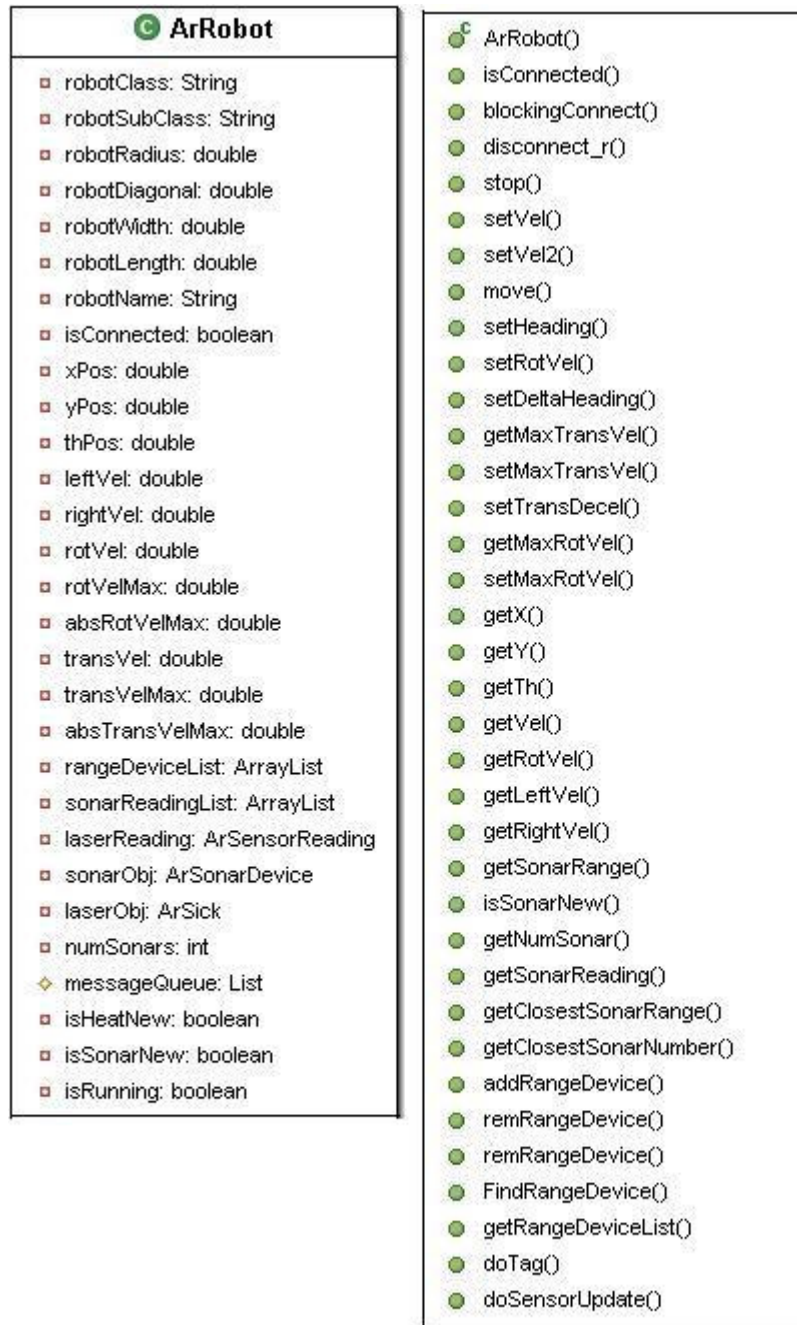 C ArRobot
robotClass: String
robotSubClass: String
robotRadius: double
robotDiagonal: double
robotWidth: double
robotLength: double
robotName: String
isConnected: boolean
xPos: double
yPos: double
thPos: double
leftVel: double
rightVel: double
rotVel: double
rotVelMax: double
absRotVelMax: double
transVel: double
transVelMax: double
absTransVelMax: double
rangeDeviceList: ArrayList
sonarReadingList: ArrayList
laserReading: ArSensorReading
sonarObj: ArSonarDevice
laserObj: ArSick
numSonars: int
messageQueue: List
isHeatNew: boolean
isSonarNew: boolean
isRunning: boolean
C ArRobot()
isConnected()
blockingConnect()
disconnect_r()
stop()
setVel()
setVel2()
move()
setHeading()
setRotVel()
setDeltaHeading()
getMaxTransVel()
setMaxTransVel()
setTransDecel()
getMaxRotVel()
setMaxRotVel()
getX()
getY()
getTh()
getVel()
getRotVel()
getLeftVel()
getRightVel()
getSonarRange()
isSonarNew()
getNumSonar()
getSonarReading()
getClosestSonarRange()
getClosestSonarNumber()
addRangeDevice()
remRangeDevice()
remRangeDevice()
FindRangeDevice()
getRangeDeviceList()
doTag()
doSensorUpdate()